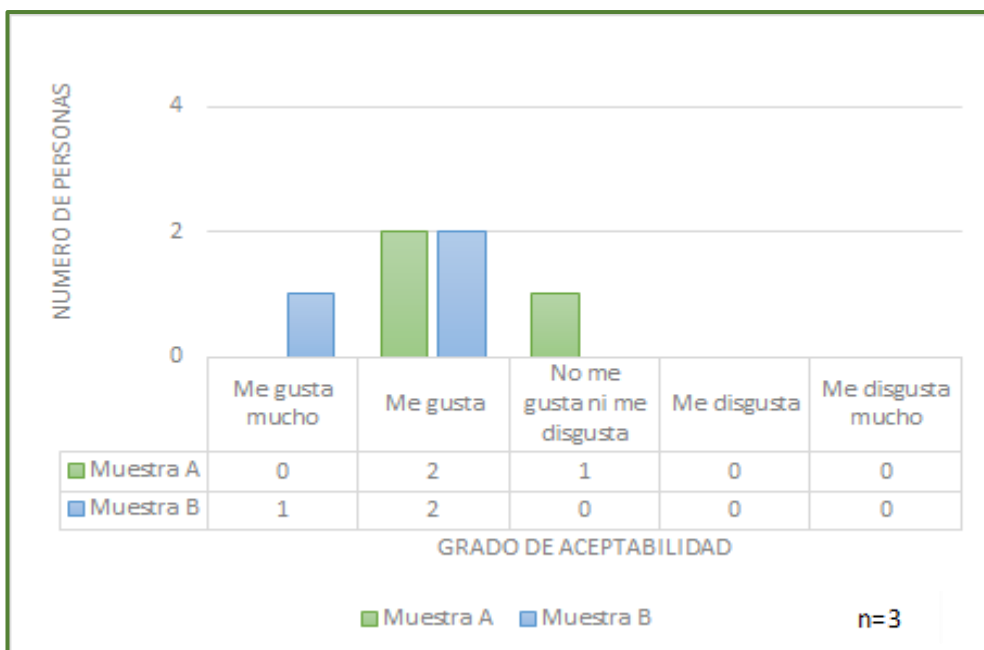 NUMERO DE PERSONAS
4
2
0
Me gusta mucho
Me gusta
No me gusta ni me disgusta
Me disgusta
Me disgusta mucho
Muestra A 0 2 1 0 0
Muestra B 1 2 0 0 0
GRADO DE ACEPTABILIDAD
Muestra A Muestra B n=3